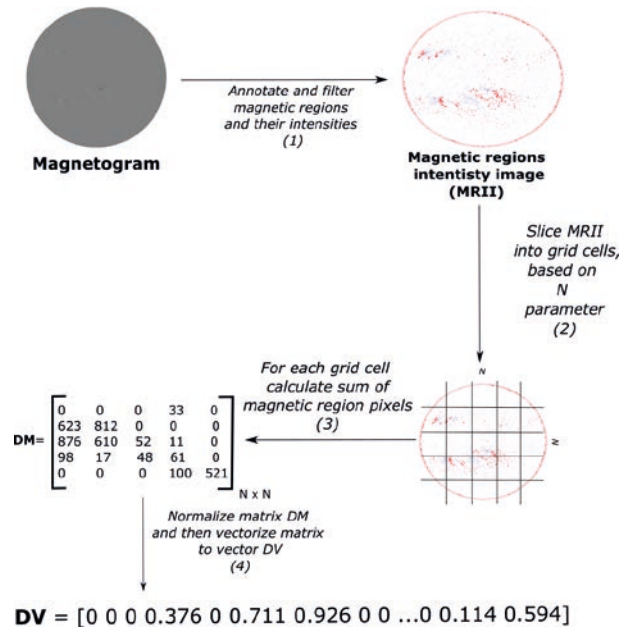 Annotate and filter
magnetic regions
and their intensities
(1)
Magnetogram
Magnetic regions
intentisty image
(MRII)
Slice MRII
into grid cells,
based on
N
parameter
(2)
N
N
For each grid cell
calculate sum of
magnetic region pixels
(3)
DM=
0 0 0 33 0
623 812 0 0 0
876 610 52 11 0
98 17 48 61 0
0 0 0 100 521
N x N
Normalize matrix DM
and then vectorize matrix
to vector DV
(4)
DV = [0 0 0 0.376 0 0.711 0.926 0 0 ...0 0.114 0.594]